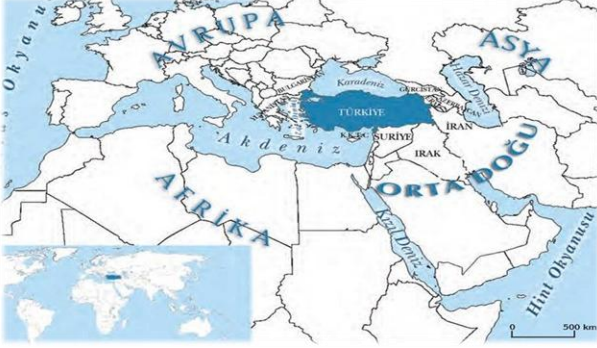 Okyanusu
AVRUPA
ASYA
Karadeniz
Hazar Denizi
BULGARİSTAN
GÜRCİSTAN
AZERBAYCAN
TÜRKİYE
İRAN
K.K.T.C
SURİYE
Akdeniz
IRAK
ORTA DOĞU
AFRİKA
Kızıl Deniz
Hint Okyanusu
0 500 km